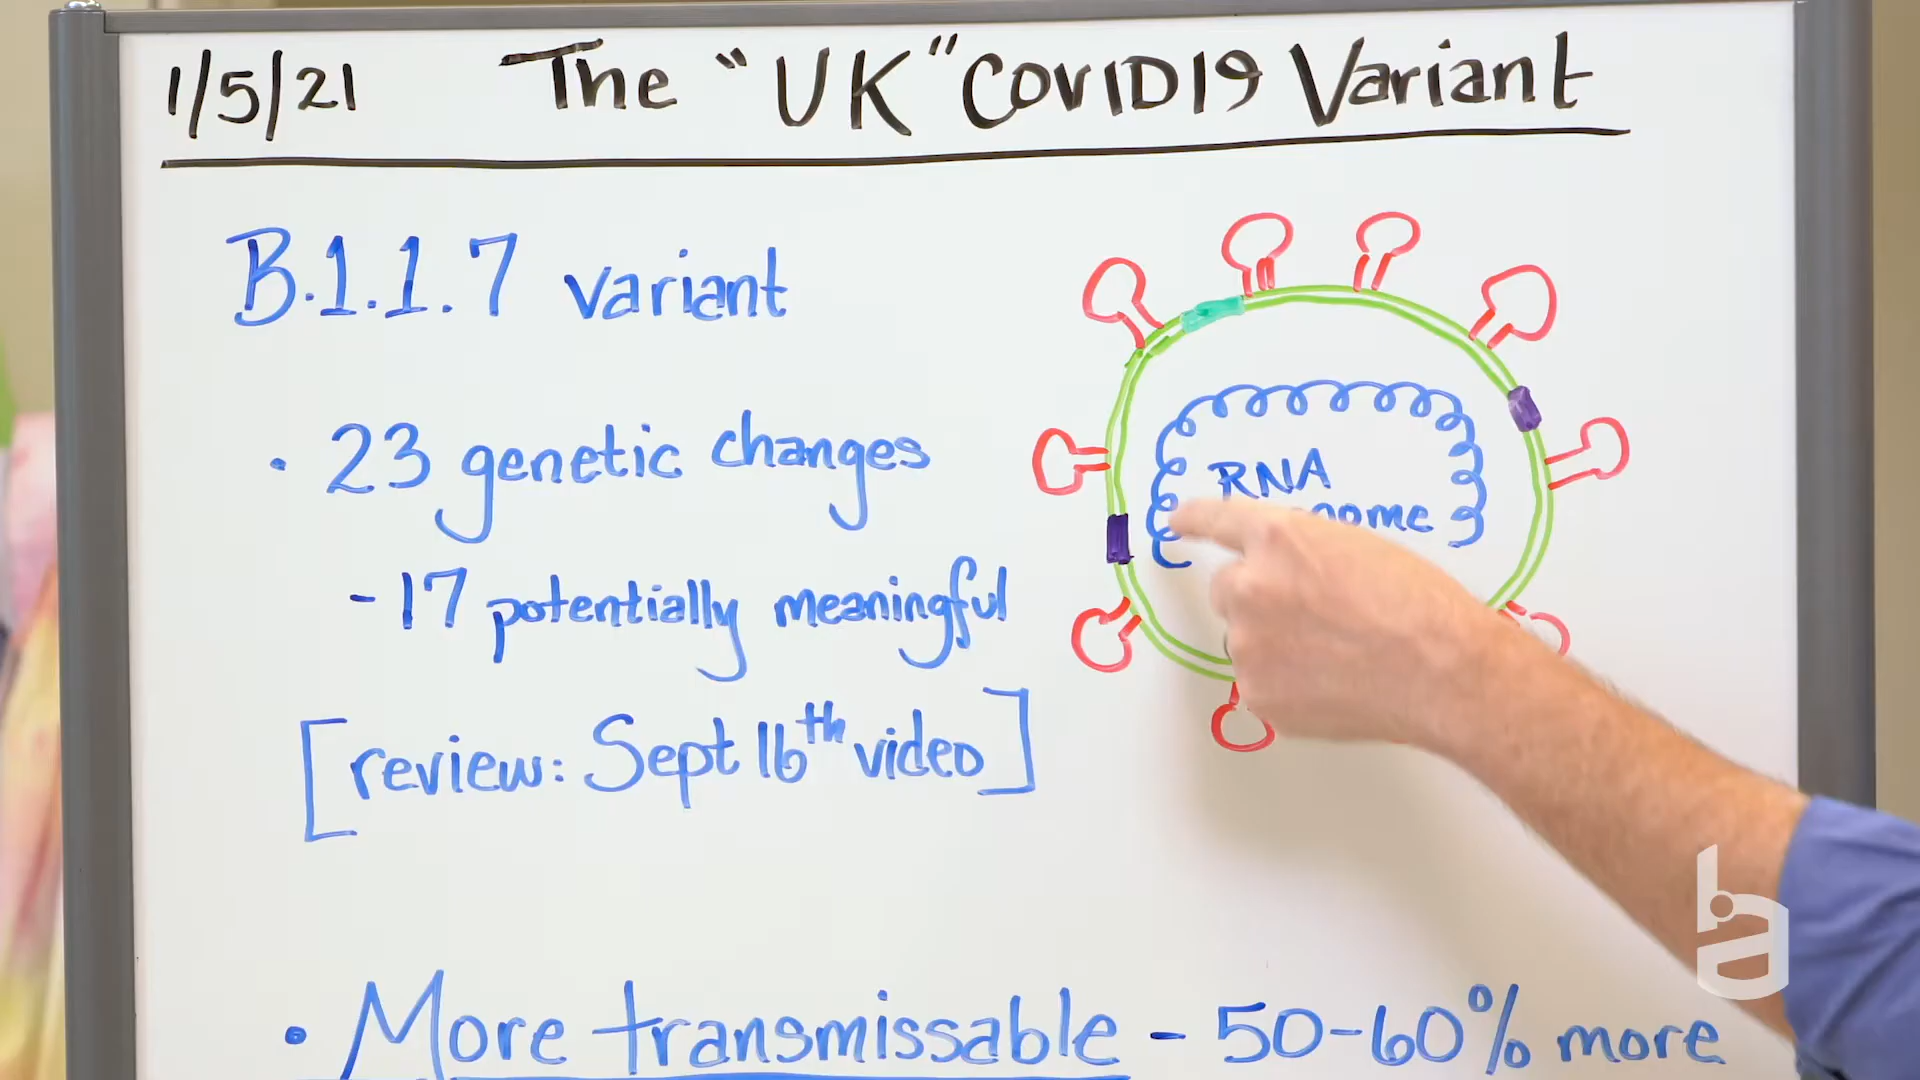 1/5/21 The "UK" COVID19 Variant
B.1.1.7 variant
• 23 genetic changes
- 17 potentially meaningful
[review: Sept 16th video]
• More transmissable - 50-60% more
RNA